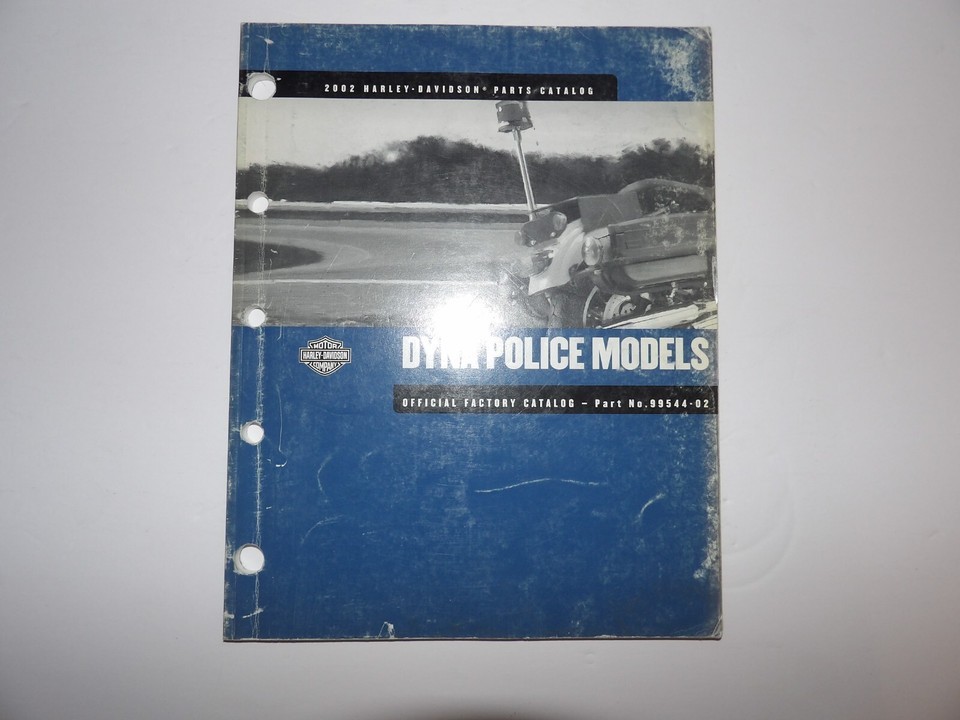 2002 HARLEY-DAVIDSON® PARTS CATALOG
MOTOR
HARLEY-DAVIDSON
COMPANY
DYNA POLICE MODELS
OFFICIAL FACTORY CATALOG – Part No. 99544-02